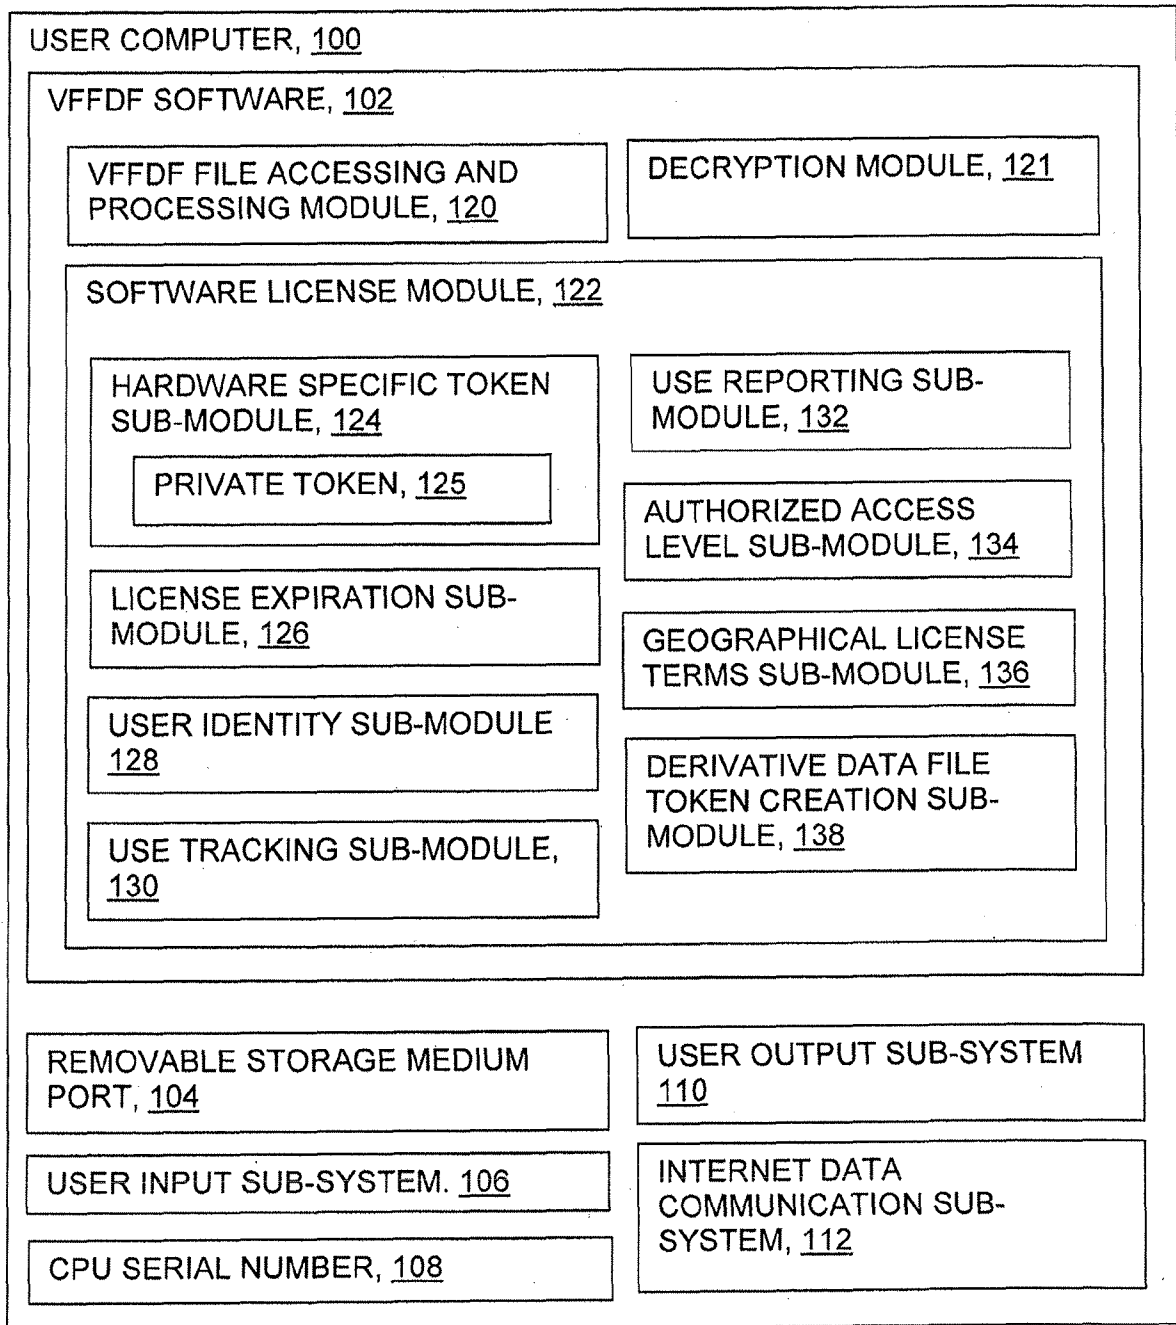 USER COMPUTER, 100
VFFDF SOFTWARE, 102
VFFDF FILE ACCESSING AND
PROCESSING MODULE, 120
DECRYPTION MODULE, 121
SOFTWARE LICENSE MODULE, 122
HARDWARE SPECIFIC TOKEN
SUB-MODULE, 124
PRIVATE TOKEN, 125
LICENSE EXPIRATION SUB-
MODULE, 126
USER IDENTITY SUB-MODULE
128
USE TRACKING SUB-MODULE,
130
USE REPORTING SUB-
MODULE, 132
AUTHORIZED ACCESS
LEVEL SUB-MODULE, 134
GEOGRAPHICAL LICENSE
TERMS SUB-MODULE, 136
DERIVATIVE DATA FILE
TOKEN CREATION SUB-
MODULE, 138
REMOVABLE STORAGE MEDIUM
PORT, 104
USER INPUT SUB-SYSTEM. 106
CPU SERIAL NUMBER, 108
USER OUTPUT SUB-SYSTEM
110
INTERNET DATA
COMMUNICATION SUB-
SYSTEM, 112